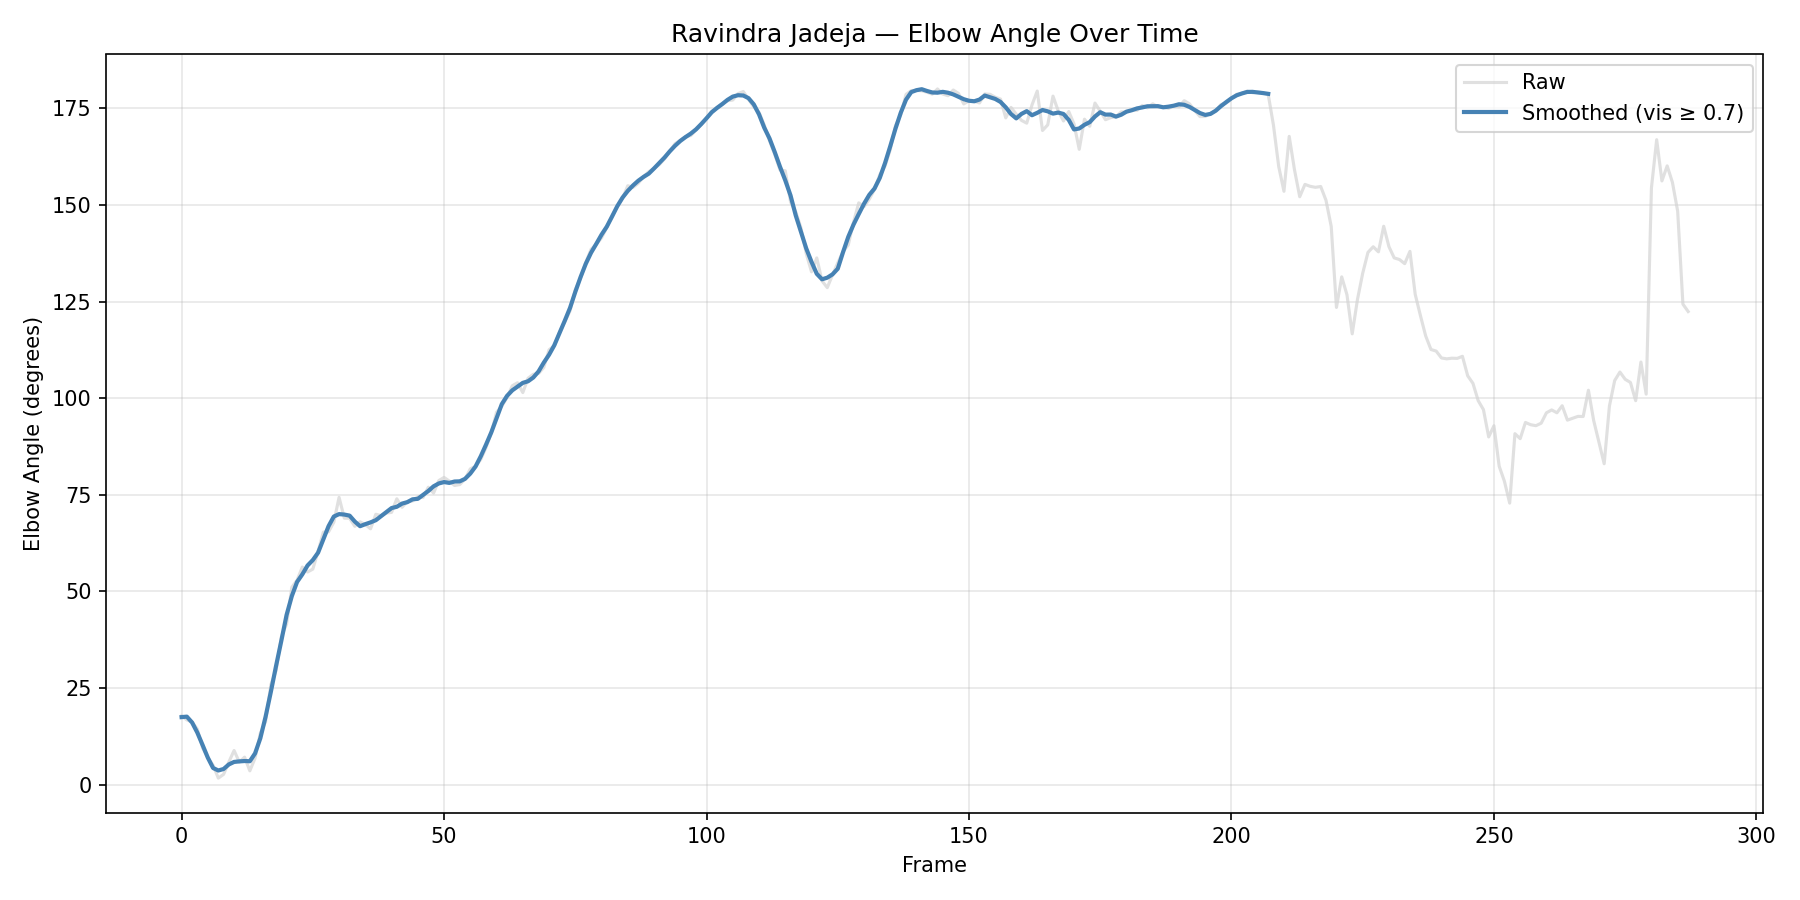 Ravindra Jadeja — Elbow Angle Over Time
Raw
Smoothed (vis ≥ 0.7)
Elbow Angle (degrees)
175
150
125
100
75
50
25
0
0 50 100 150 200 250 300
Frame